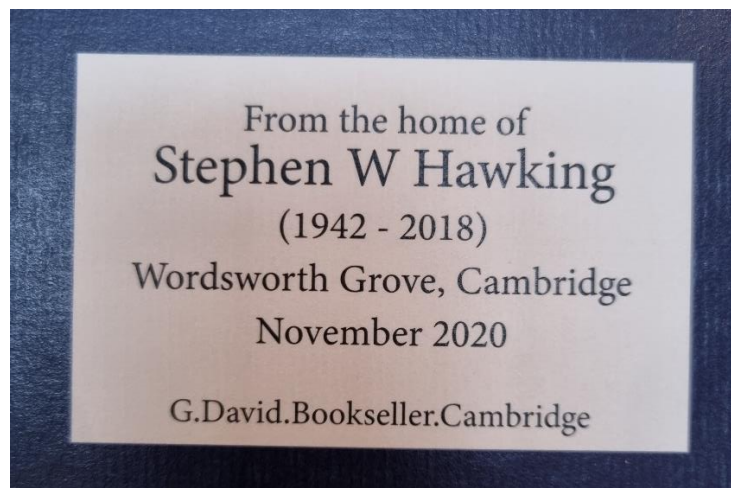 From the home of
Stephen W Hawking
(1942 - 2018)
Wordsworth Grove, Cambridge
November 2020
G.David.Bookseller.Cambridge